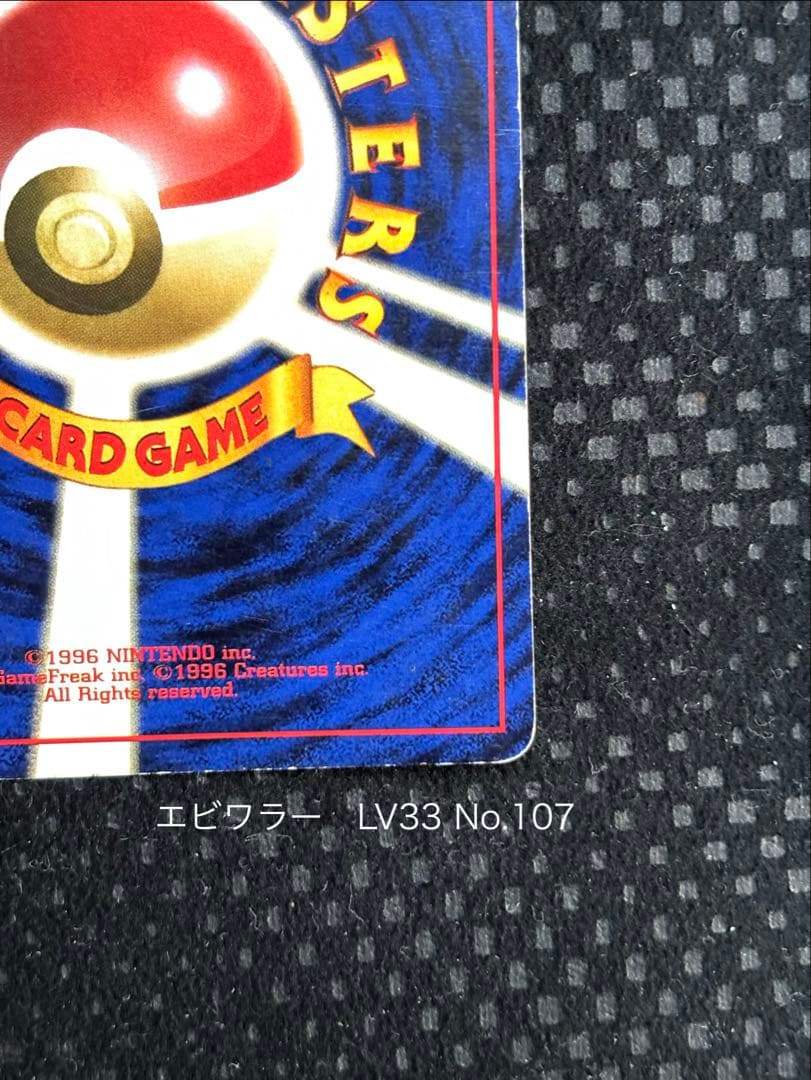 STERS
CARD GAME
©1996 NINTENDO inc.
GameFreak inc. ©1996 Creatures inc.
All Rights reserved.
エビワラー LV33 No.107